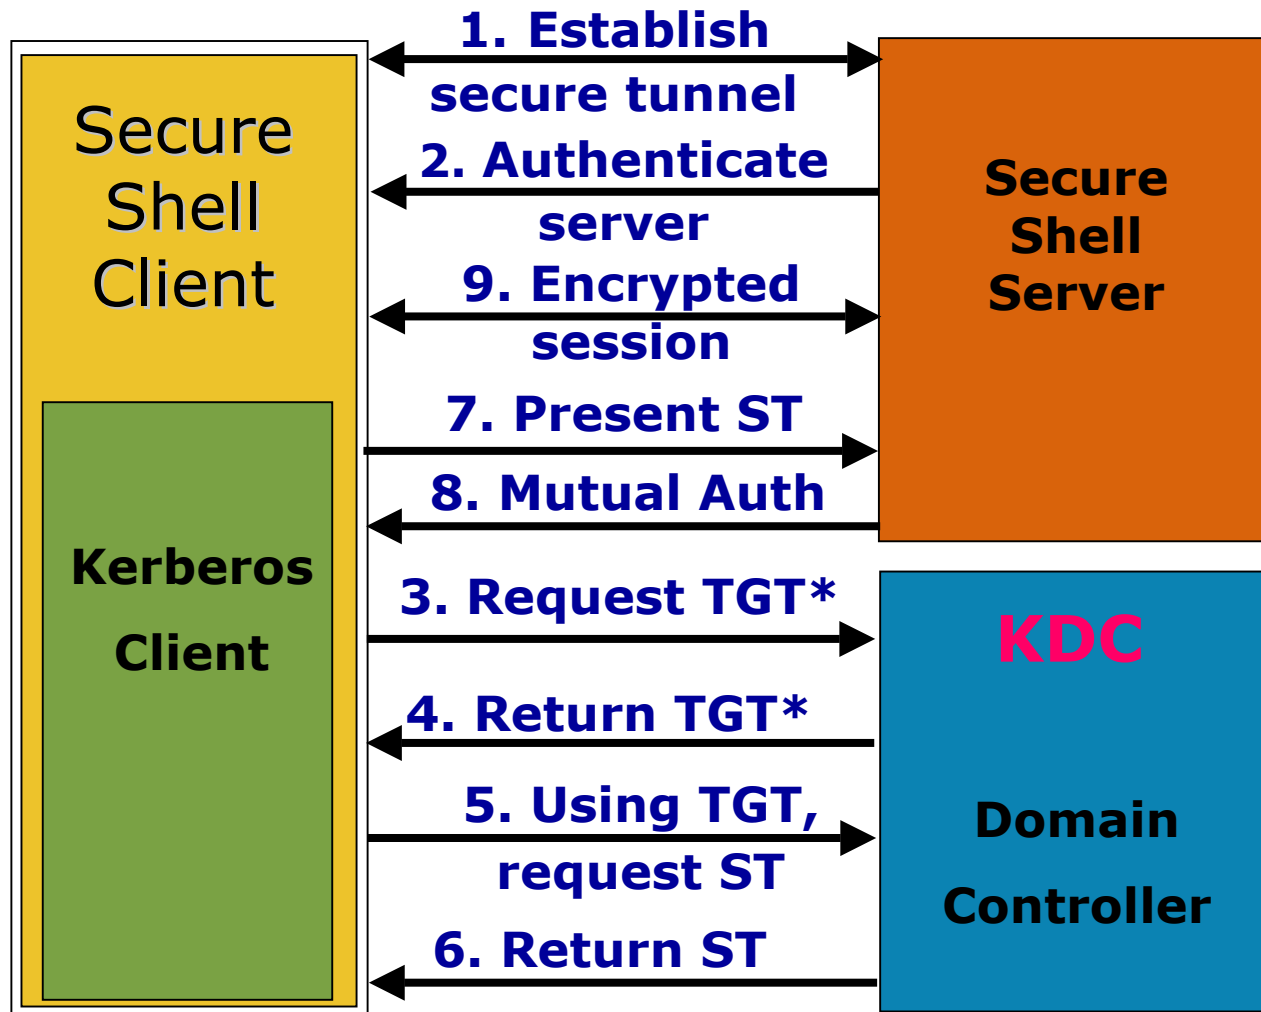 Secure
Shell
Client
Kerberos
Client
1. Establish
secure tunnel
2. Authenticate
server
9. Encrypted
session
7. Present ST
8. Mutual Auth
3. Request TGT*
4. Return TGT*
5. Using TGT,
request ST
6. Return ST
Secure
Shell
Server
KDC
Domain
Controller